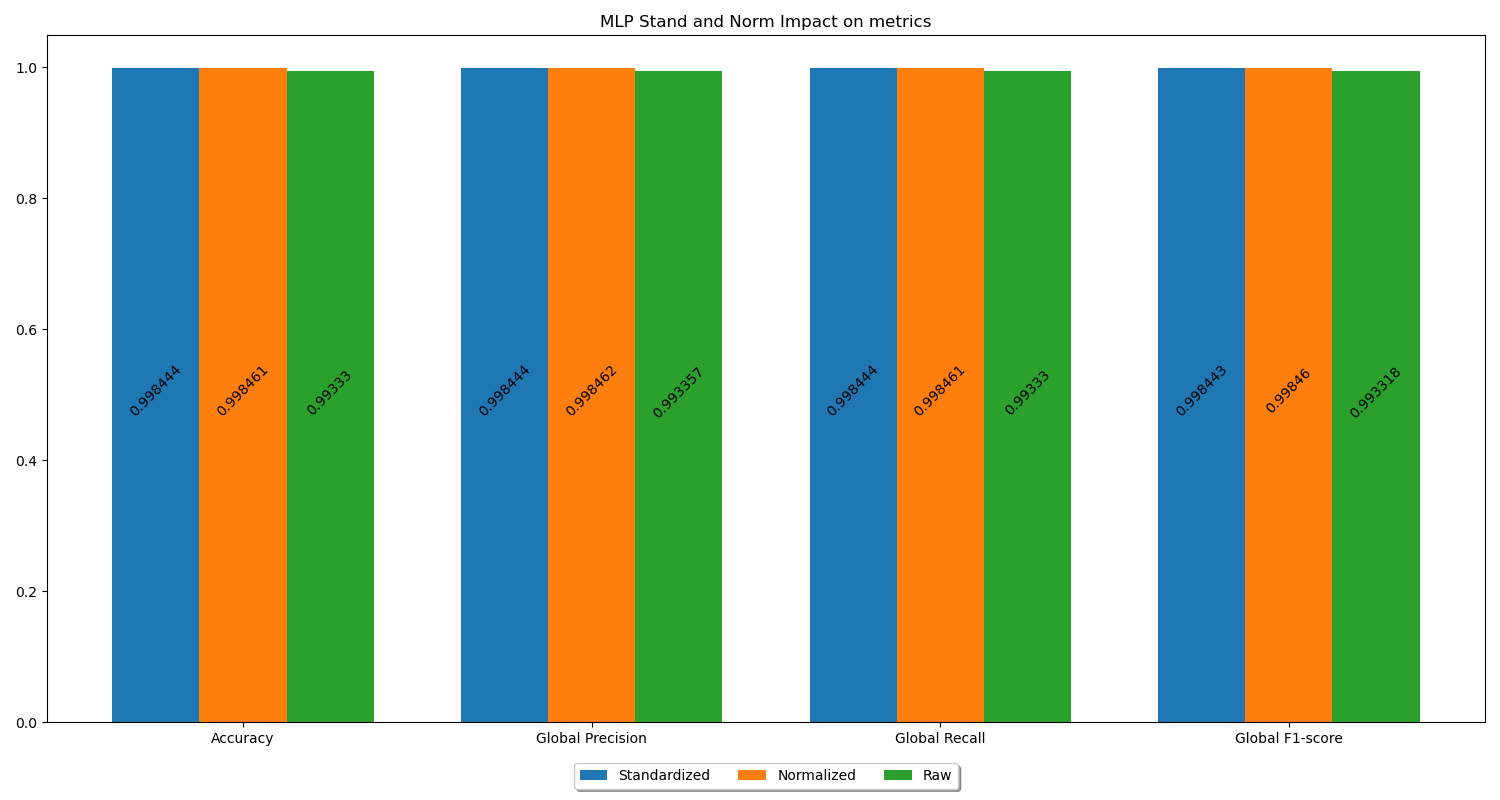 MLP Stand and Norm Impact on metrics
1.0
0.8
0.6
0.4
0.2
0.0
0.998444
0.998461
0.99333
0.998444
0.998462
0.993357
0.998444
0.998461
0.99333
0.998443
0.99846
0.993318
Accuracy
Global Precision
Global Recall
Global F1-score
Standardized
Normalized
Raw